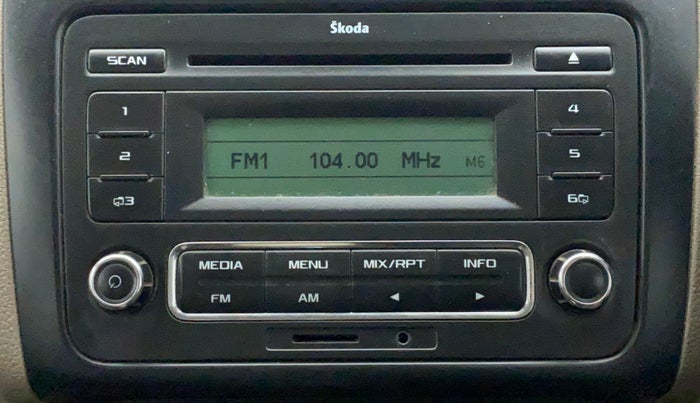 Škoda
SCAN
1
4
2
5
FM1 104.00 MHz M6
3
6
MEDIA MENU MIX/RPT INFO
FM AM